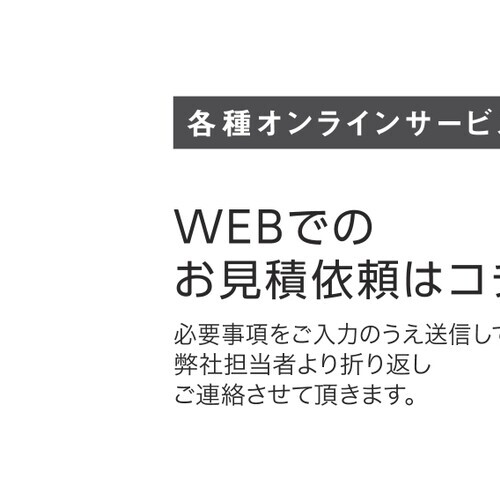 各種オンラインサービ
WEBでの
お見積依頼はコ
必要事項をご入力のうえ送信し
弊社担当者より折り返し
ご連絡させて頂きます。